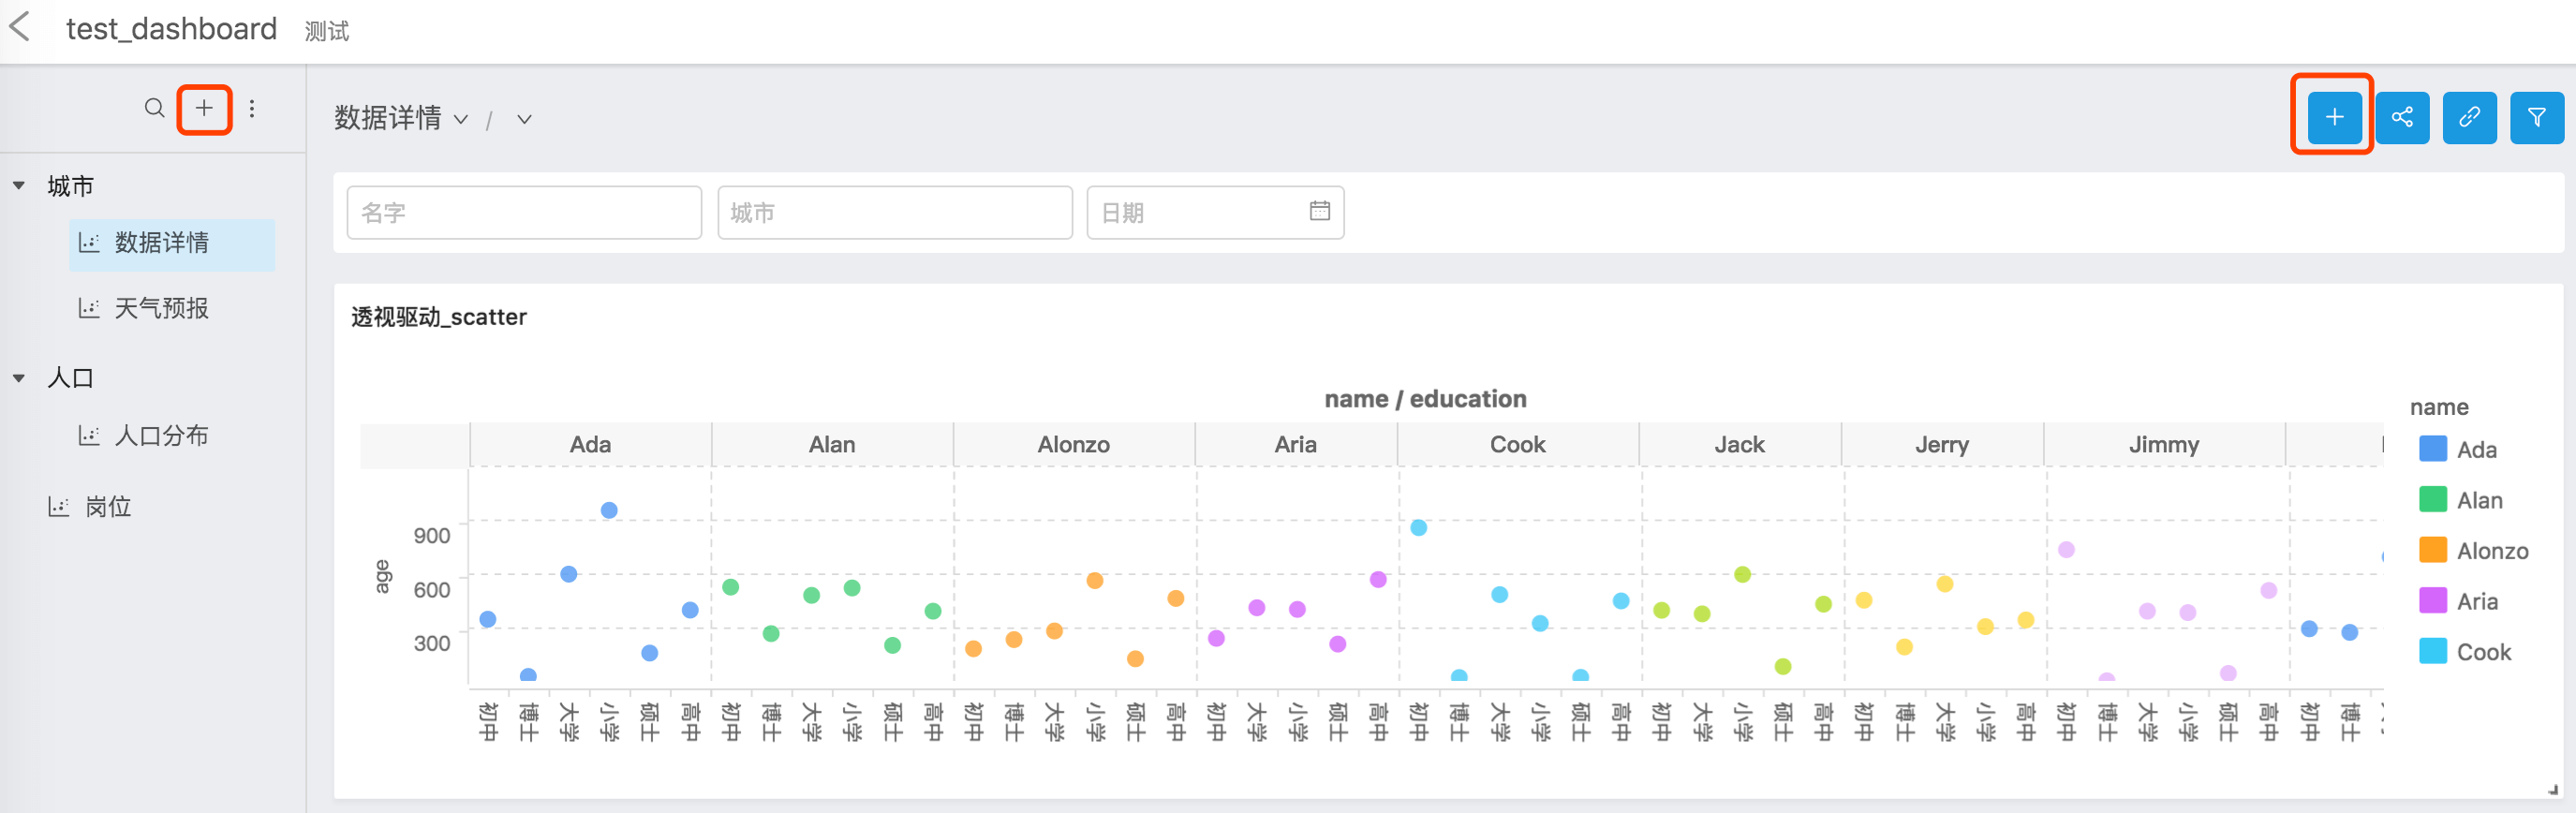 test_dashboard 测试
城市
数据详情
天气预报
人口
人口分布
岗位
数据详情 /
名字 城市 日期
透视驱动_scatter
name / education
Ada Alan Alonzo Aria Cook Jack Jerry Jimmy
age
900
600
300
初中 博士 大学 小学 硕士 高中 初中 博士 大学 小学 硕士 高中 初中 博士 大学 小学 硕士 高中 初中 大学 小学 硕士 高中 初中 博士 大学 小学 硕士 高中 初中 大学 小学 硕士 高中 初中 博士 大学 小学 高中 初中 博士 大学 小学 硕士 高中 初中 博士
name
Ada
Alan
Alonzo
Aria
Cook